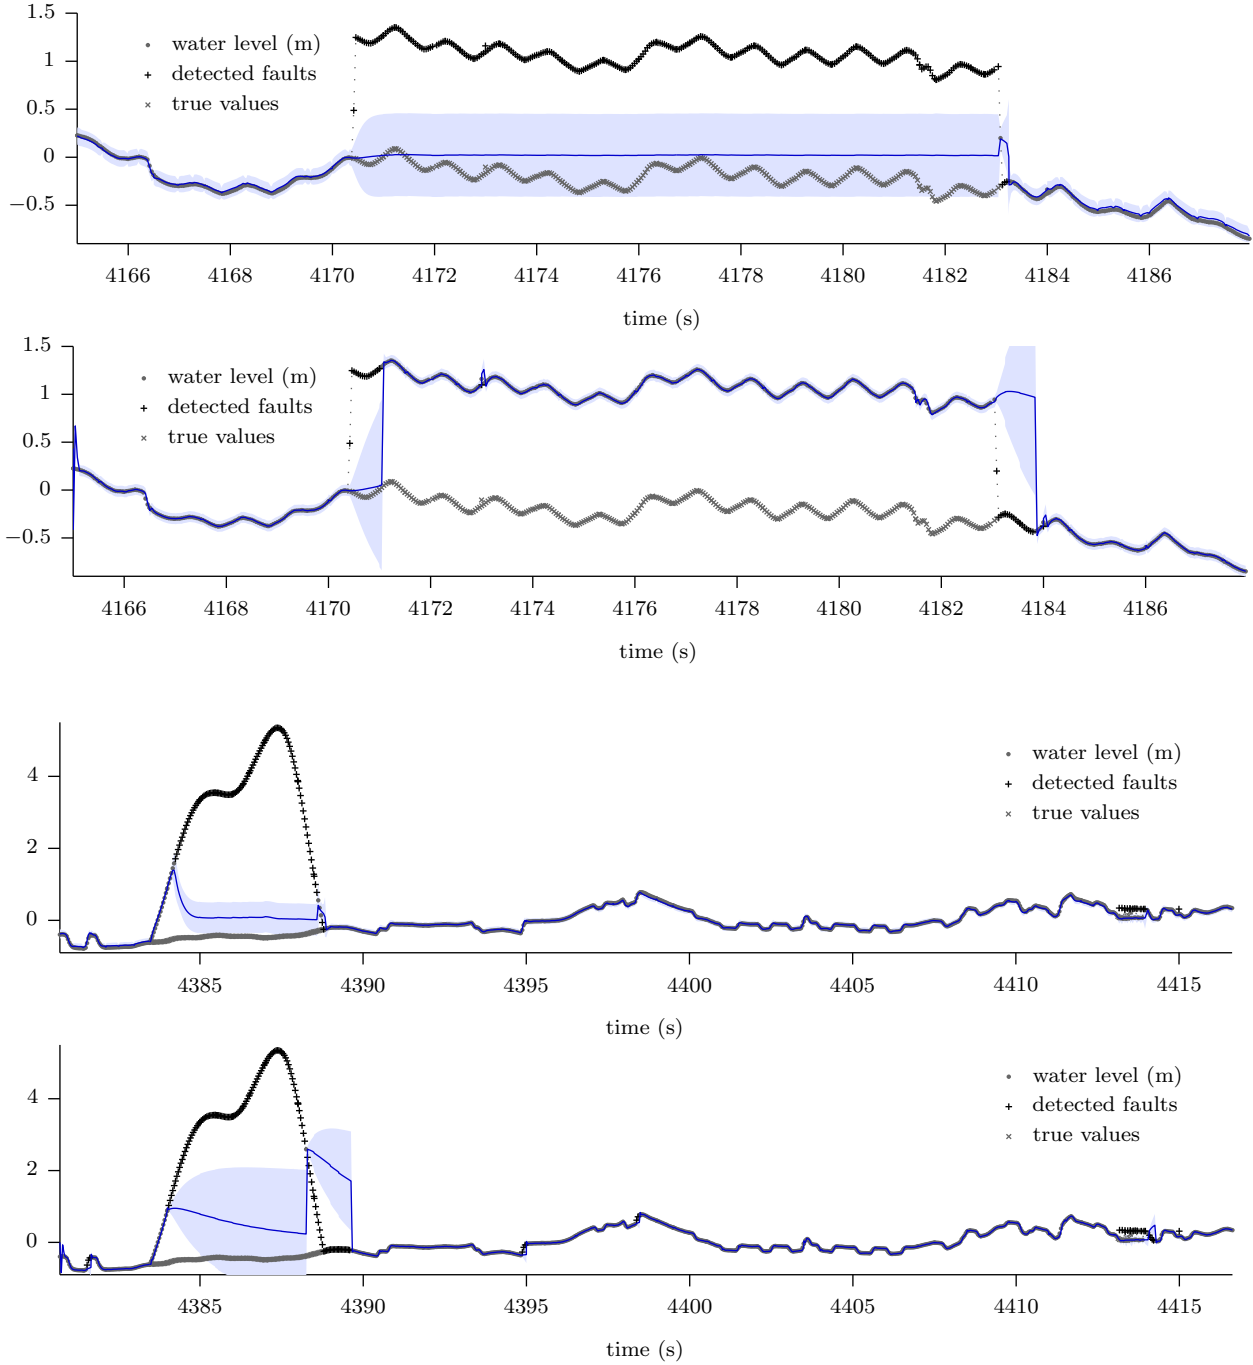 1.5
water level (m)
detected faults
1
true values
0.5
0
−0.5
4166 4168 4170 4172 4174 4176 4178 4180 4182 4184 4186
time (s)
1.5
water level (m)
detected faults
1
true values
0.5
0
−0.5
4166 4168 4170 4172 4174 4176 4178 4180 4182 4184 4186
time (s)
water level (m)
4
detected faults
true values
2
0
4385 4390 4395 4400 4405 4410 4415
time (s)
water level (m)
4
detected faults
true values
2
0
4385 4390 4395 4400 4405 4410 4415
time (s)